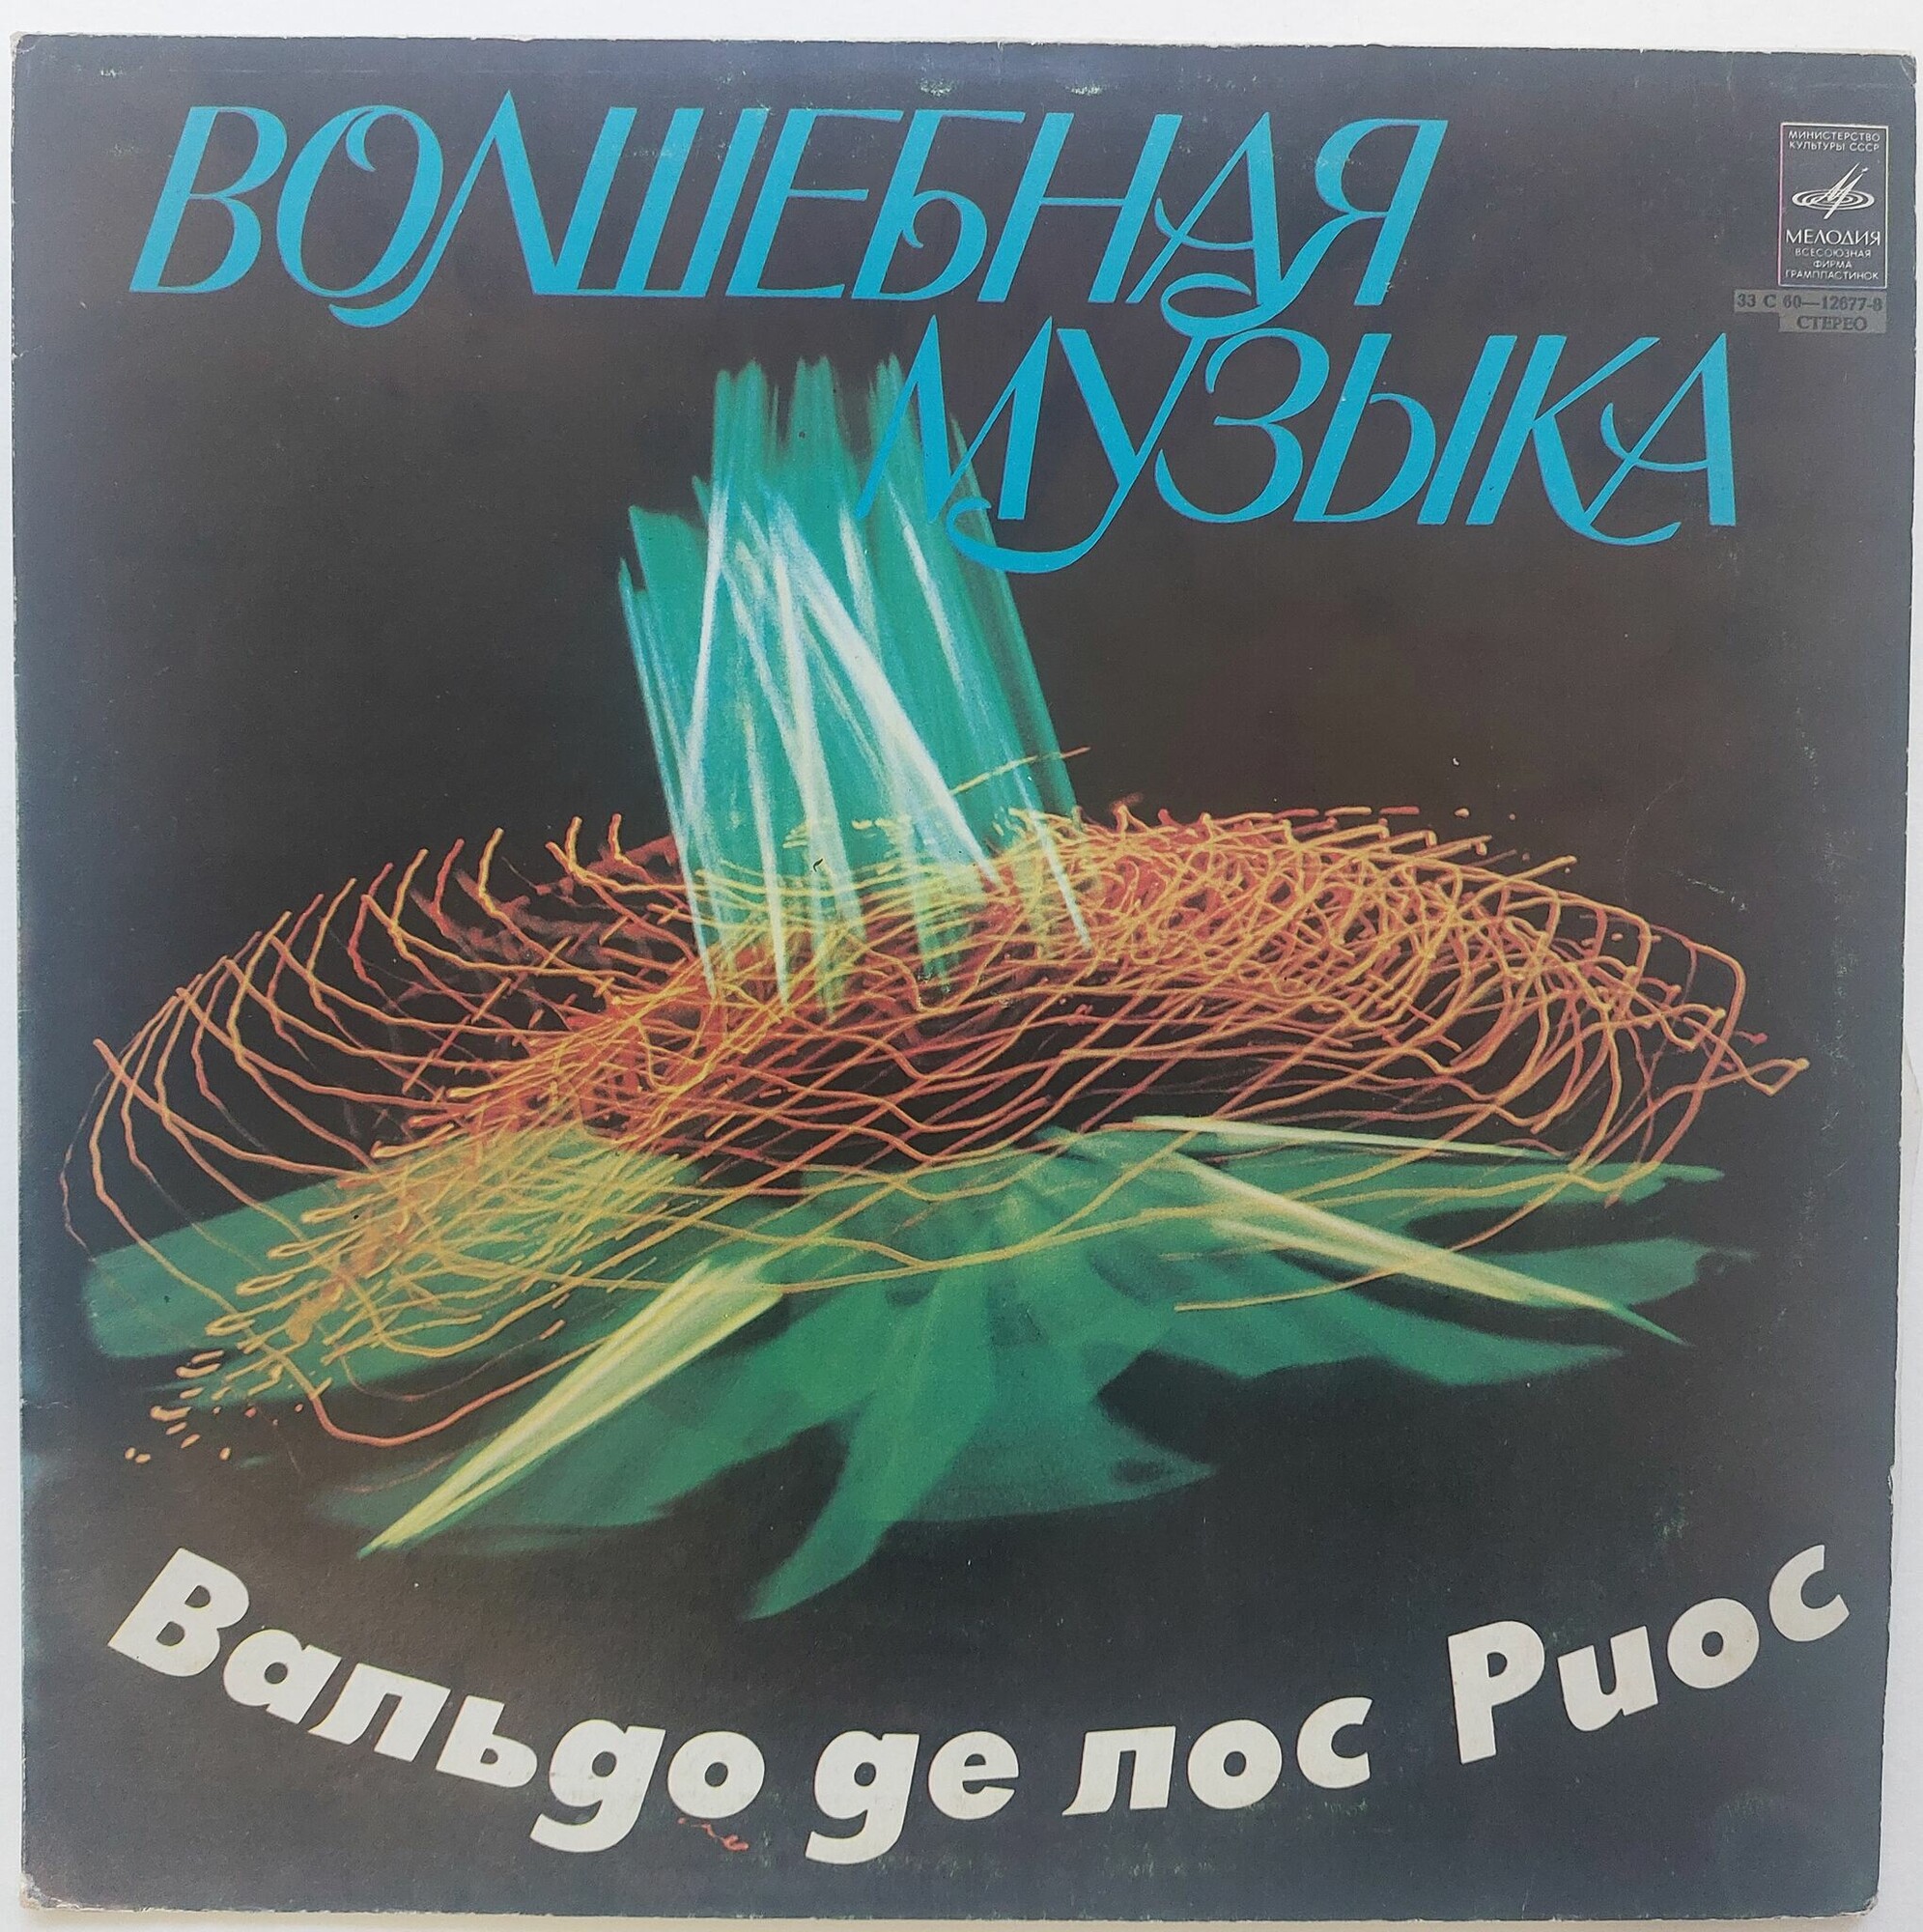 ВОЛШЕБНАЯ
МУЗЫКА
МИНИСТЕРСТВО
КУЛЬТУРЫ СССР
МЕЛОДИЯ
ВСЕСОЮЗНАЯ
ФИРМА
ГРАМПЛАСТИНОК
33 С 60—12677-8
СТЕРЕО
Вальдо де лос Риос